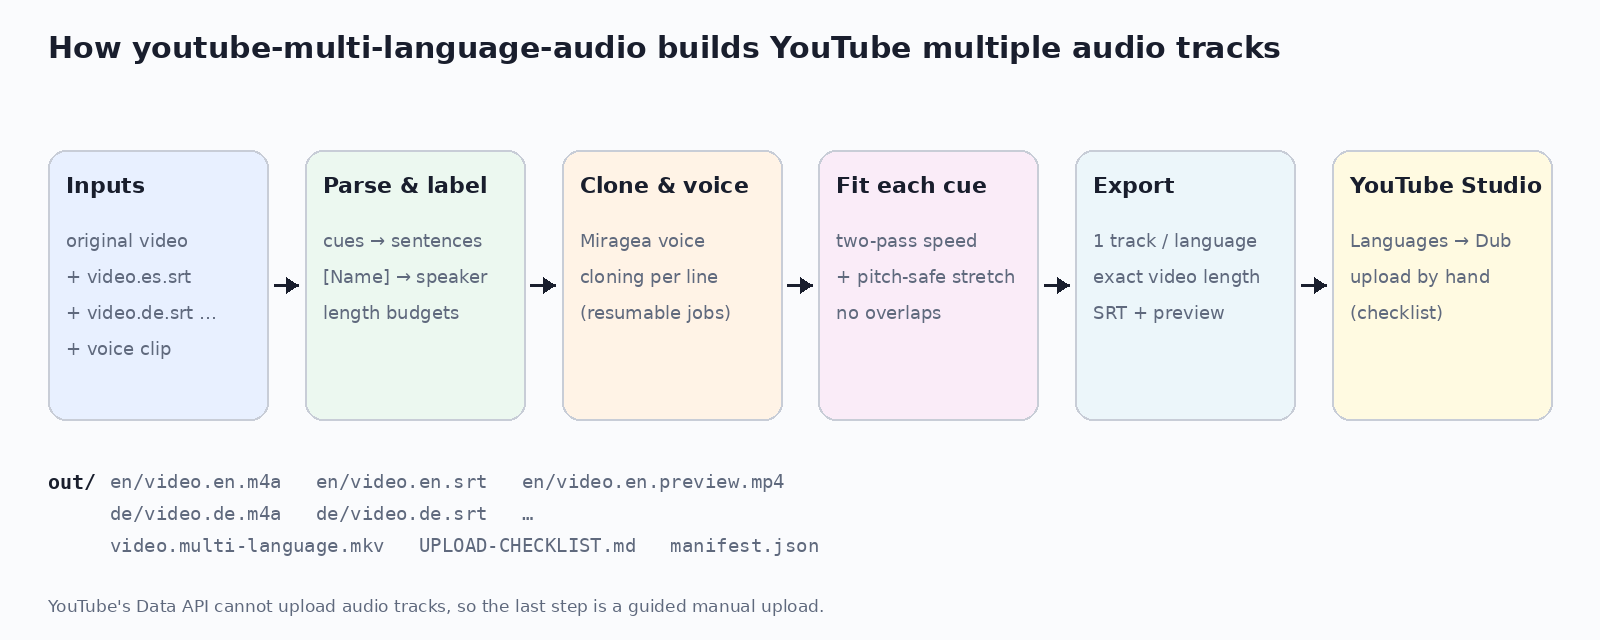 How youtube-multi-language-audio builds YouTube multiple audio tracks
Inputs
original video
+ video.es.srt
+ video.de.srt …
+ voice clip
Parse & label
cues → sentences
[Name] → speaker
length budgets
Clone & voice
Miragea voice
cloning per line
(resumable jobs)
Fit each cue
two-pass speed
+ pitch-safe stretch
no overlaps
Export
1 track / language
exact video length
SRT + preview
YouTube Studio
Languages → Dub
upload by hand
(checklist)
out/ en/video.en.m4a en/video.en.srt en/video.en.preview.mp4
de/video.de.m4a de/video.de.srt …
video.multi-language.mkv UPLOAD-CHECKLIST.md manifest.json
YouTube's Data API cannot upload audio tracks, so the last step is a guided manual upload.